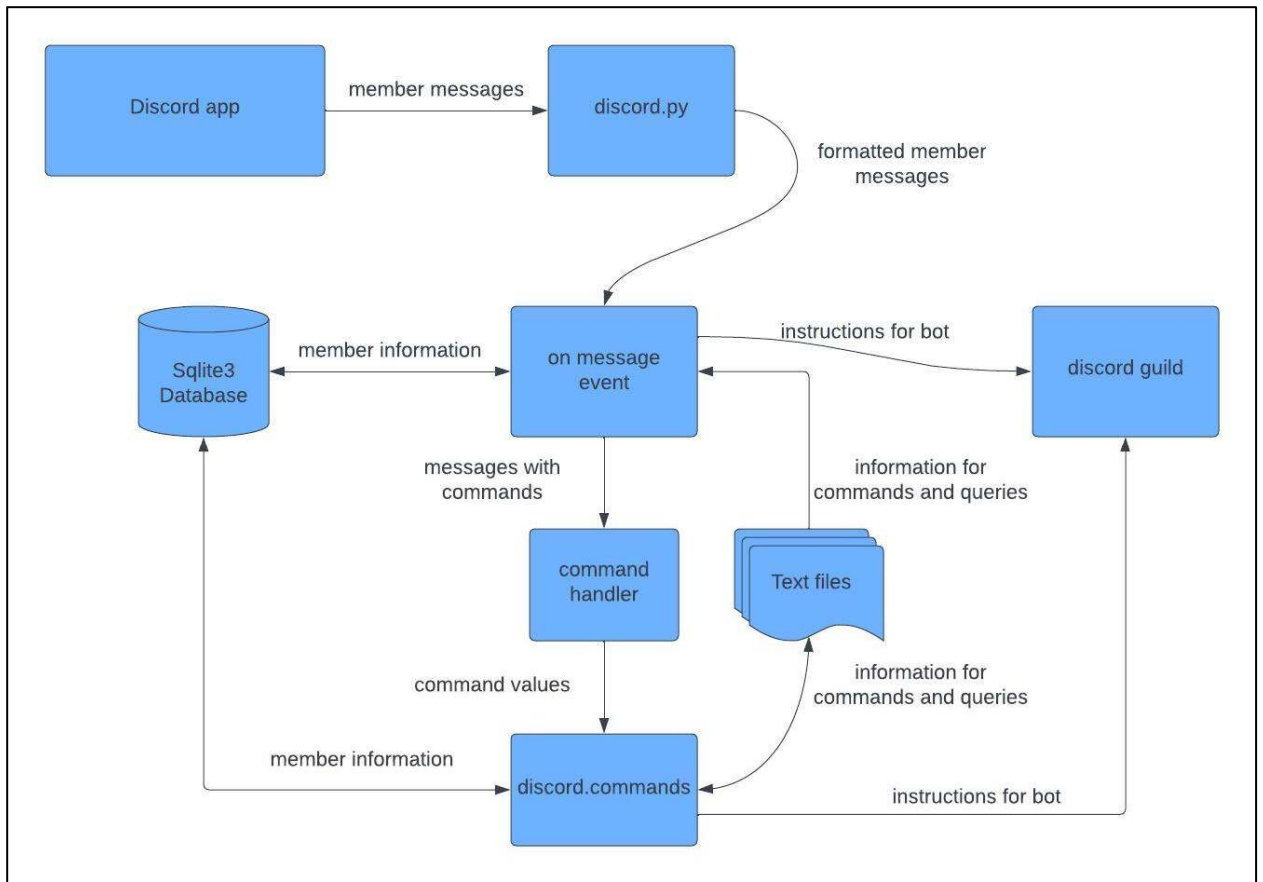 Discord app
member messages
discord.py
formatted member
messages
Sqlite3
Database
member information
on message
event
instructions for bot
discord guild
messages with
commands
information for
commands and queries
command
handler
Text files
command values
information for
commands and queries
member information
discord.commands
instructions for bot